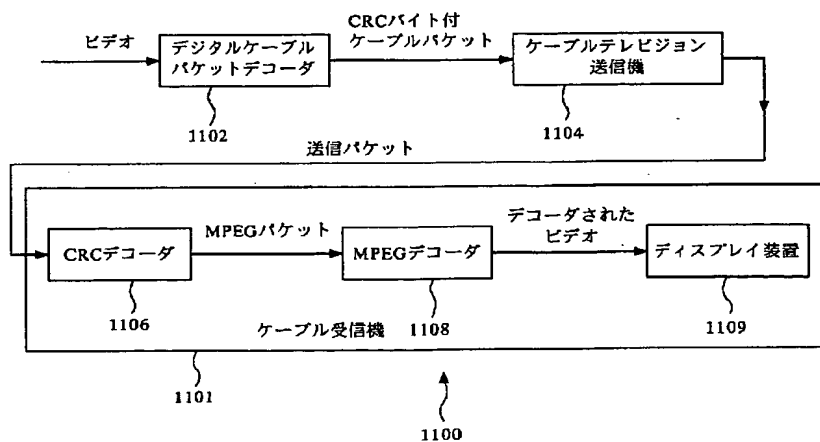 ビデオ
デジタルケーブル
パケットデコーダ
1102
CRCバイト付
ケーブルパケット
ケーブルテレビジョン
送信機
1104
送信パケット
CRCデコーダ
1106
MPEGパケット
MPEGデコーダ
1108
デコーダされた
ビデオ
ディスプレイ装置
1109
ケーブル受信機
1101
1100